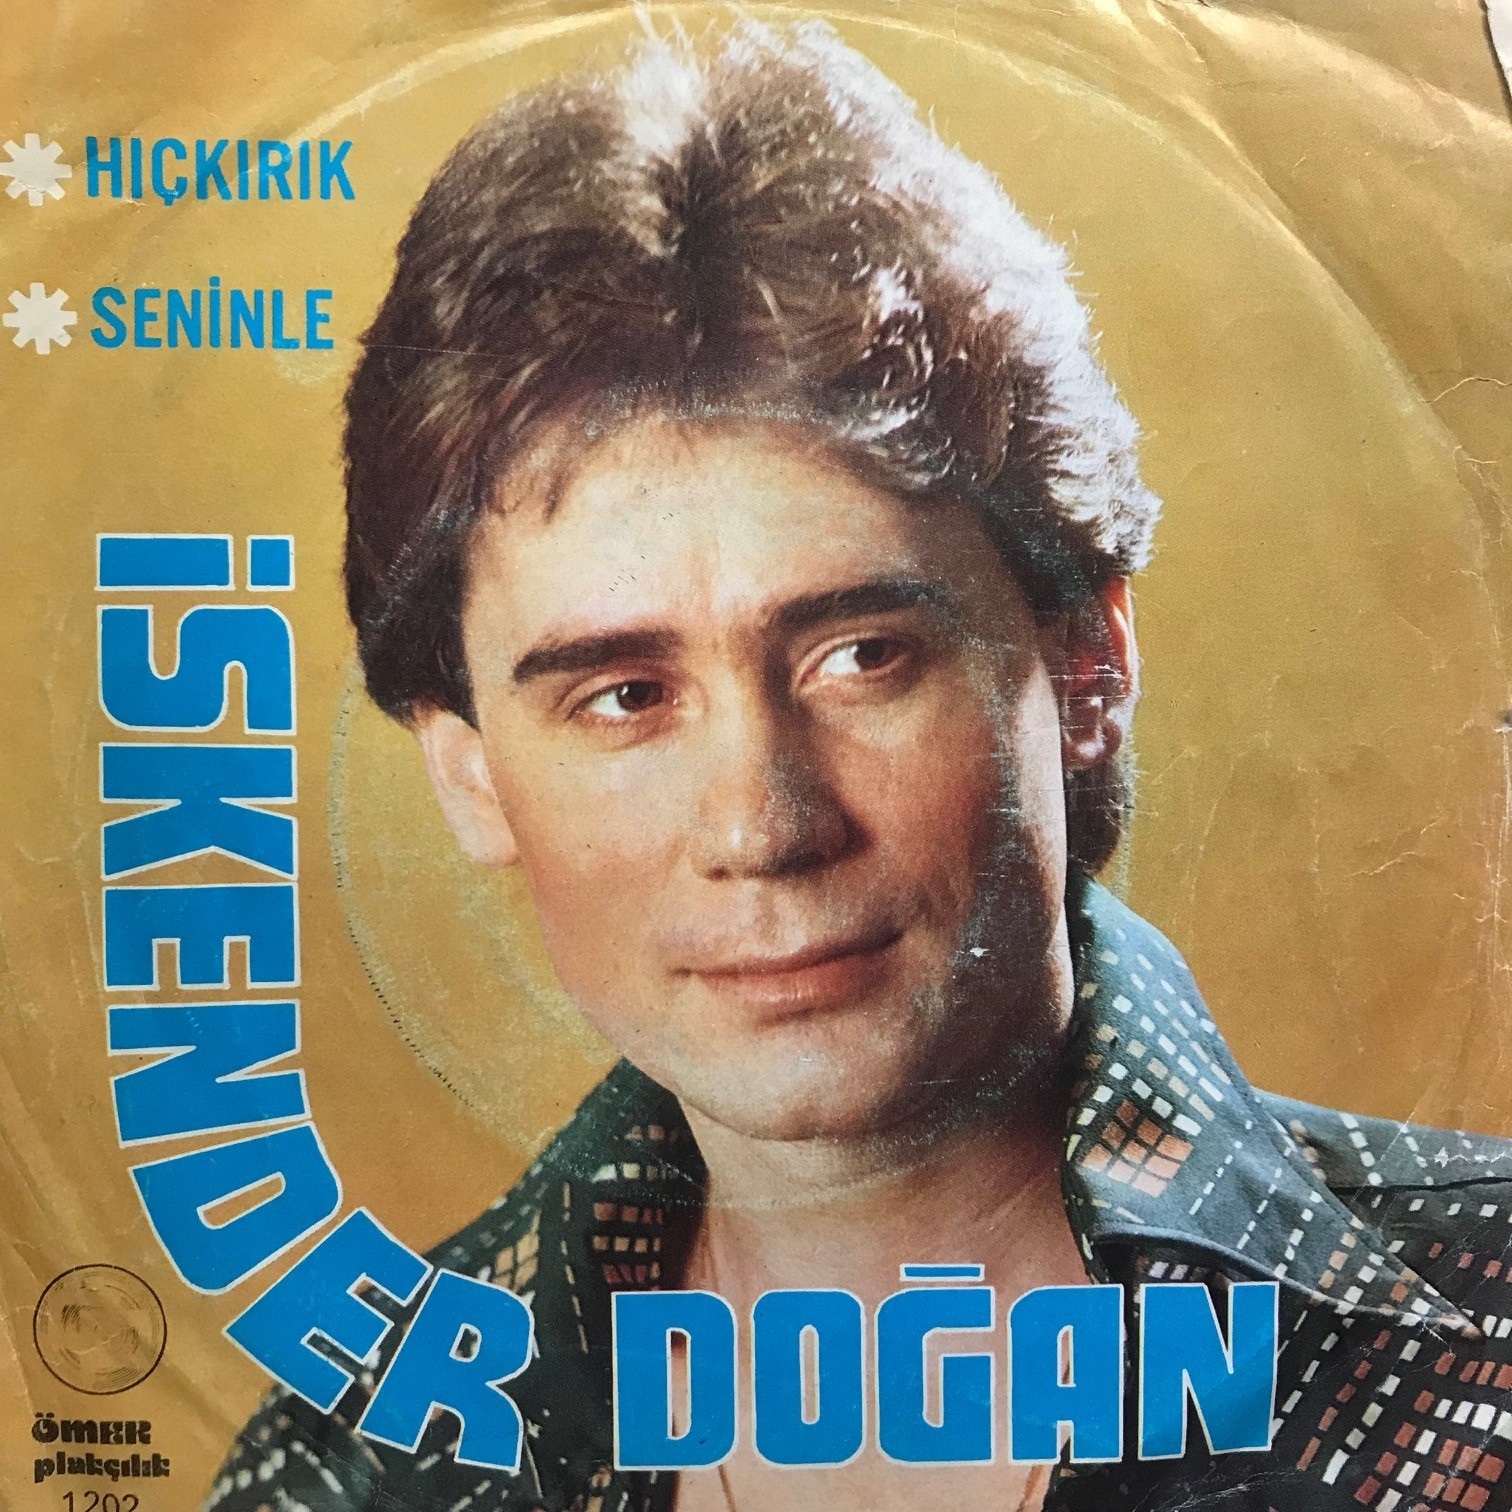 HIÇKIRIK
SENİNLE
İSKENDER DOĞAN
ÖMER
plakçılık
1202